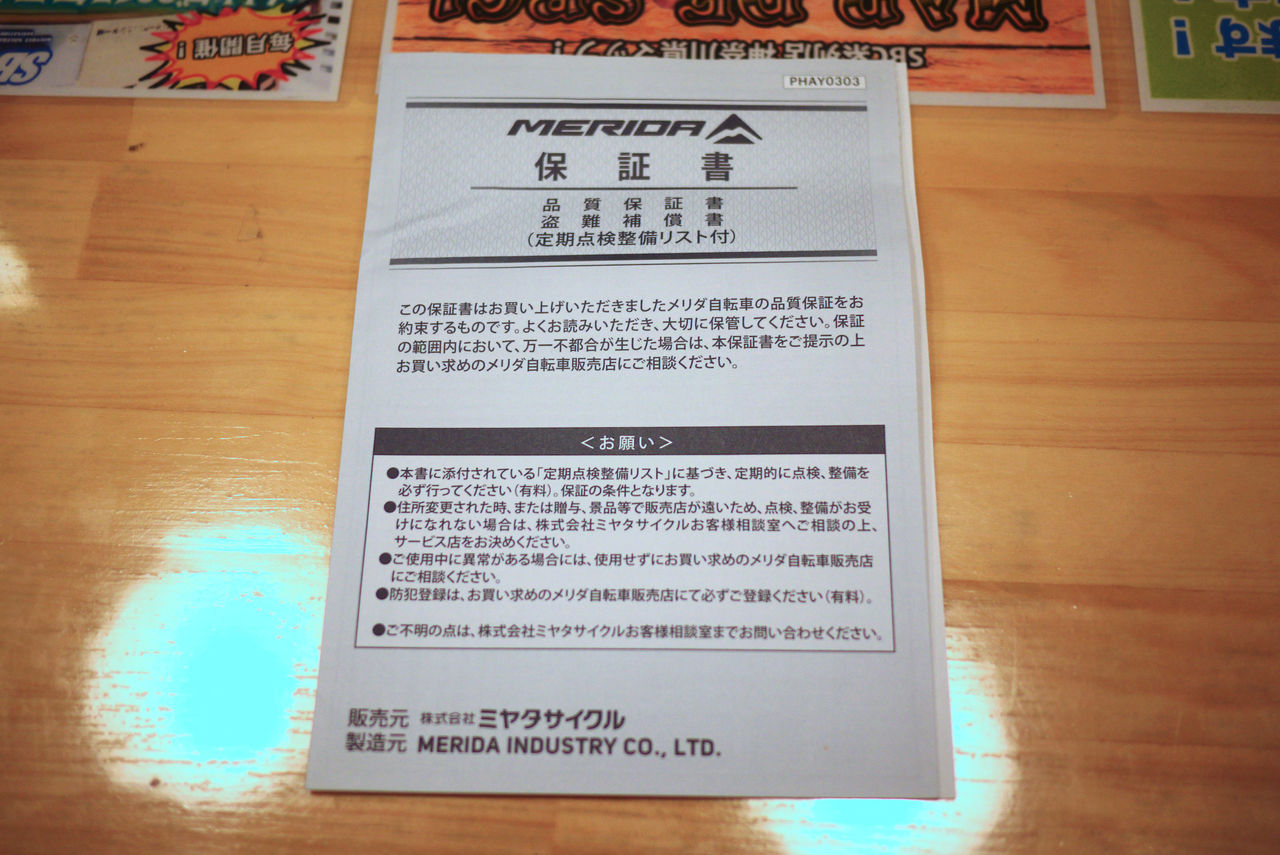 毎月開催!
SBC系列店神奈川県マップ!
ます!
PHAY0303
MERIDA
保証書
品質保証書
盗難補償書
(定期点検整備リスト付)
この保証書はお買い上げいただきましたメリダ自転車の品質保証をお
約束するものです。よくお読みいただき、大切に保管してください。保証
の範囲内において、万一不都合が生じた場合は、本保証書をご提示の上
お買い求めのメリダ自転車販売店にご相談ください。
<お願い>
●本書に添付されている「定期点検整備リスト」に基づき、定期的に点検、整備を
必ず行ってください(有料)。保証の条件となります。
●住所変更された時、または贈与、景品等で販売店が遠いため、点検、整備がお受
けになれない場合は、株式会社ミヤタサイクルお客様相談室へご相談の上、
サービス店をお決めください。
●ご使用中に異常がある場合には、使用せずにお買い求めのメリダ自転車販売店
にご相談ください。
●防犯登録は、お買い求めのメリダ自転車販売店にて必ずご登録ください(有料)。
●ご不明の点は、株式会社ミヤタサイクルお客様相談室までお問い合わせください。
販売元 株式会社ミヤタサイクル
製造元 MERIDA INDUSTRY CO., LTD.